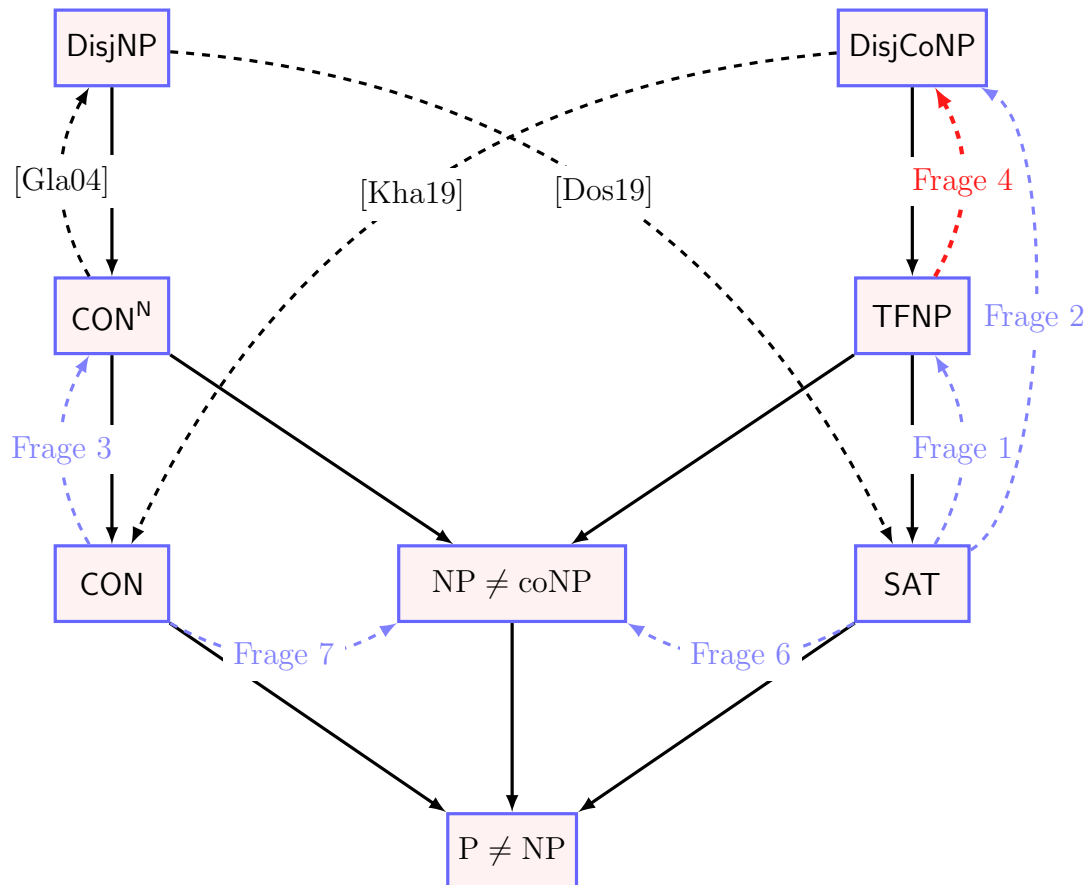 DisjNP
DisjCoNP
[Gla04]
[Kha19]
[Dos19]
Frage 4
CONᴺ
TFNP
Frage 2
Frage 3
Frage 1
CON
NP ≠ coNP
SAT
Frage 7
Frage 6
P ≠ NP